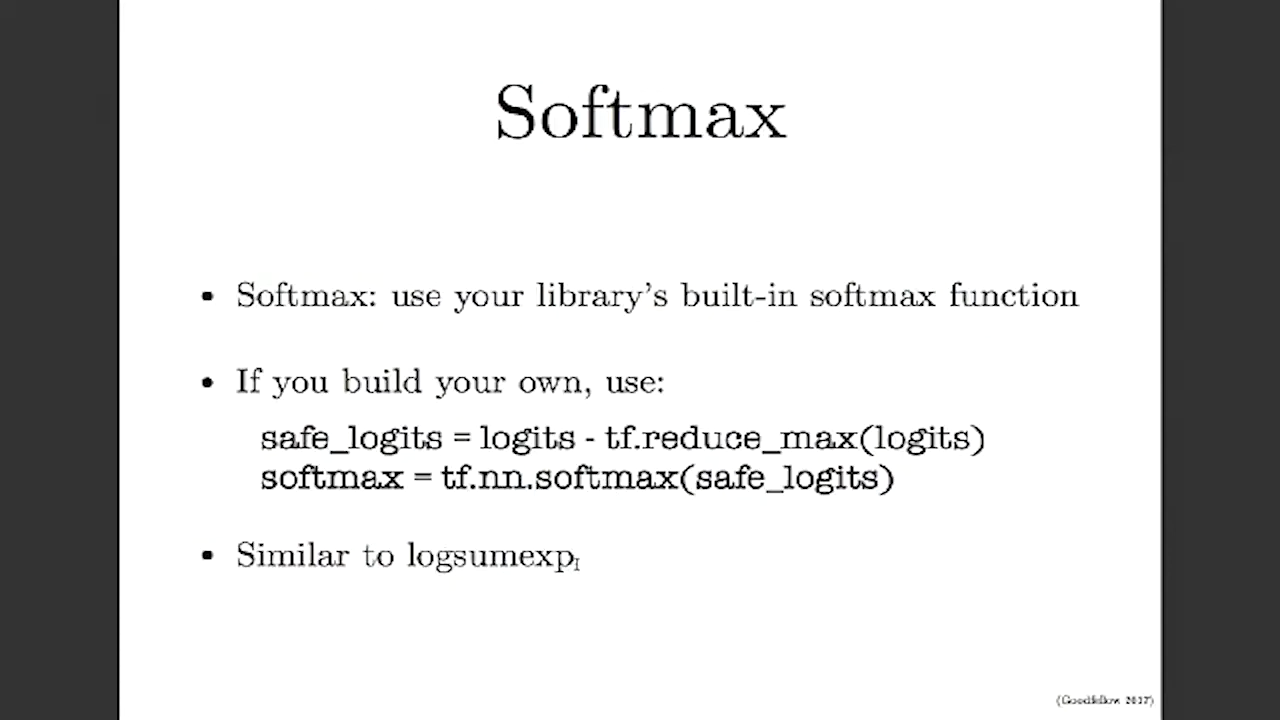 Softmax
• Softmax: use your library's built-in softmax function
• If you build your own, use:
safe_logits = logits - tf.reduce_max(logits)
softmax = tf.nn.softmax(safe_logits)
• Similar to logsumexp
(Goodfellow 2017)